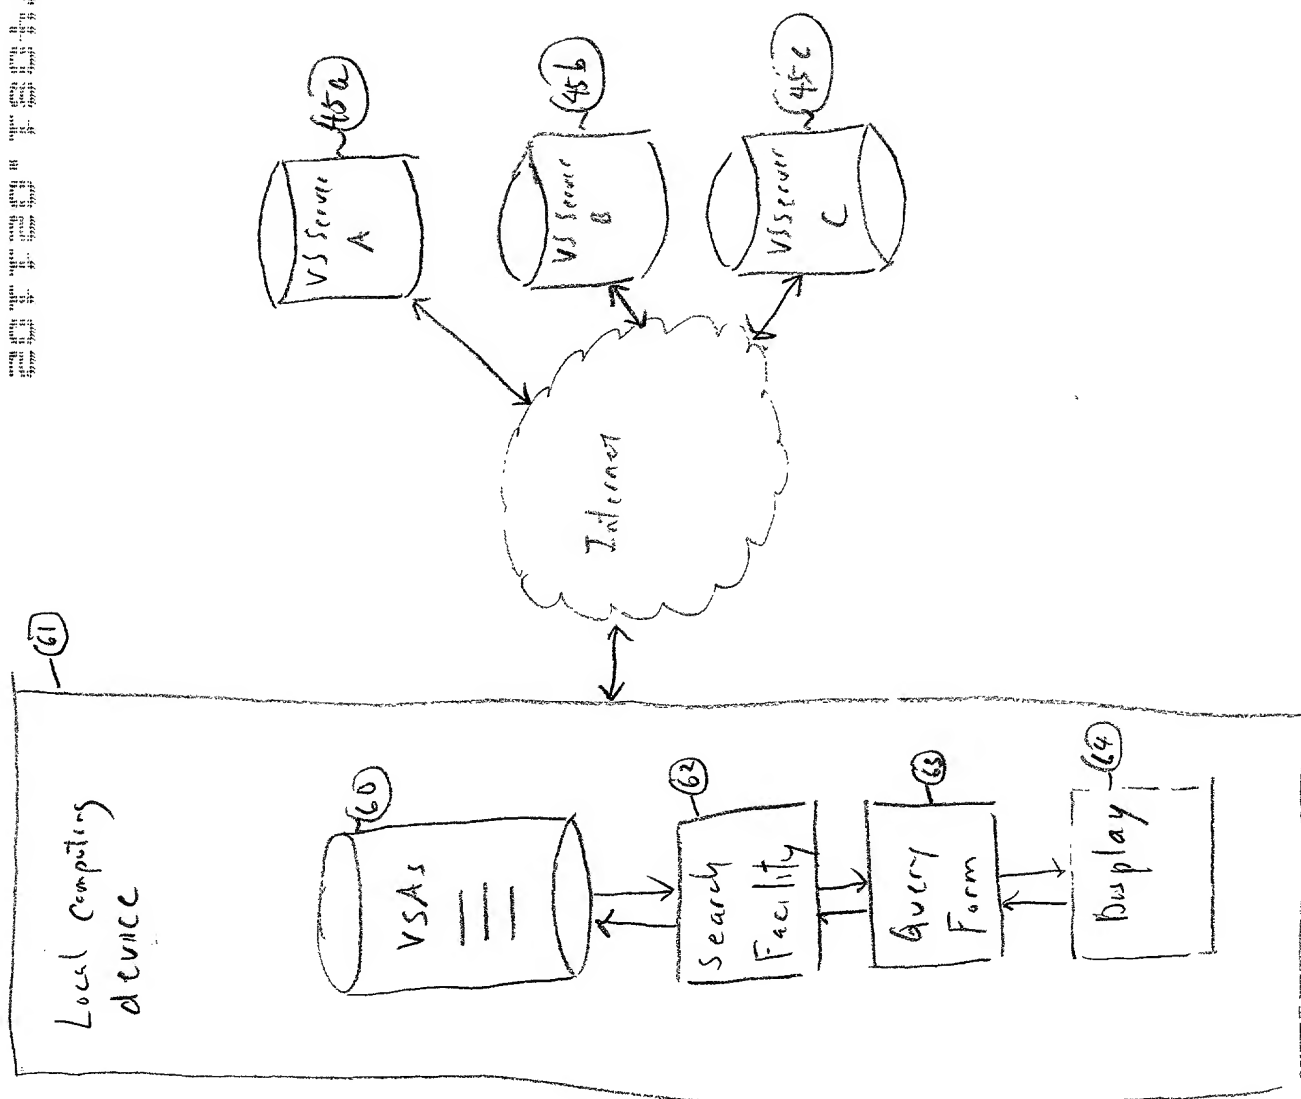 Local Computing
device
61
60
VSAs
VS Server
A
45a
VS Server
B
45b
Internet
62
Search
Facility
VS Server
C
45c
63
Query
Form
64
Display